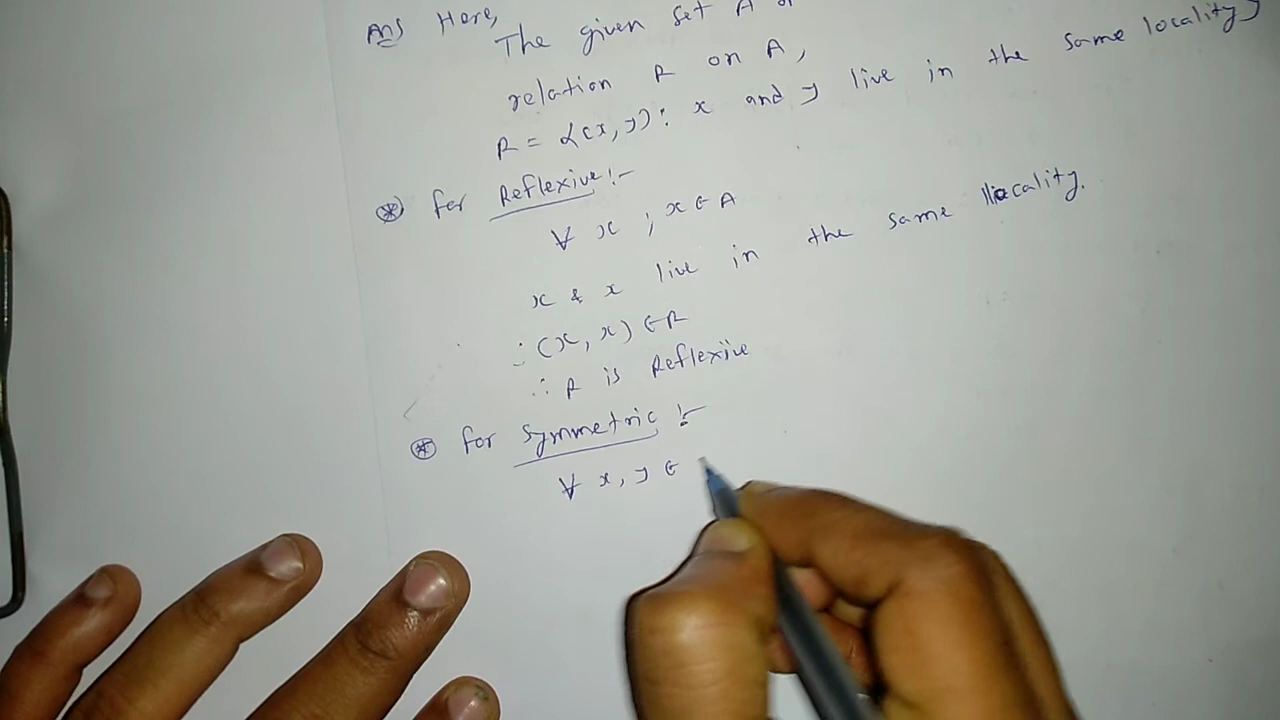 Ans Here,
The given set A
relation R on A,
R = {(x, y): x and y live in the same locality}
⊛ for Reflexive:-
∀ x ; x ∈ A
x & x live in the same locality.
∴ (x, x) ∈ R
∴ R is Reflexive
⊛ for symmetric :-
∀ x, y ∈